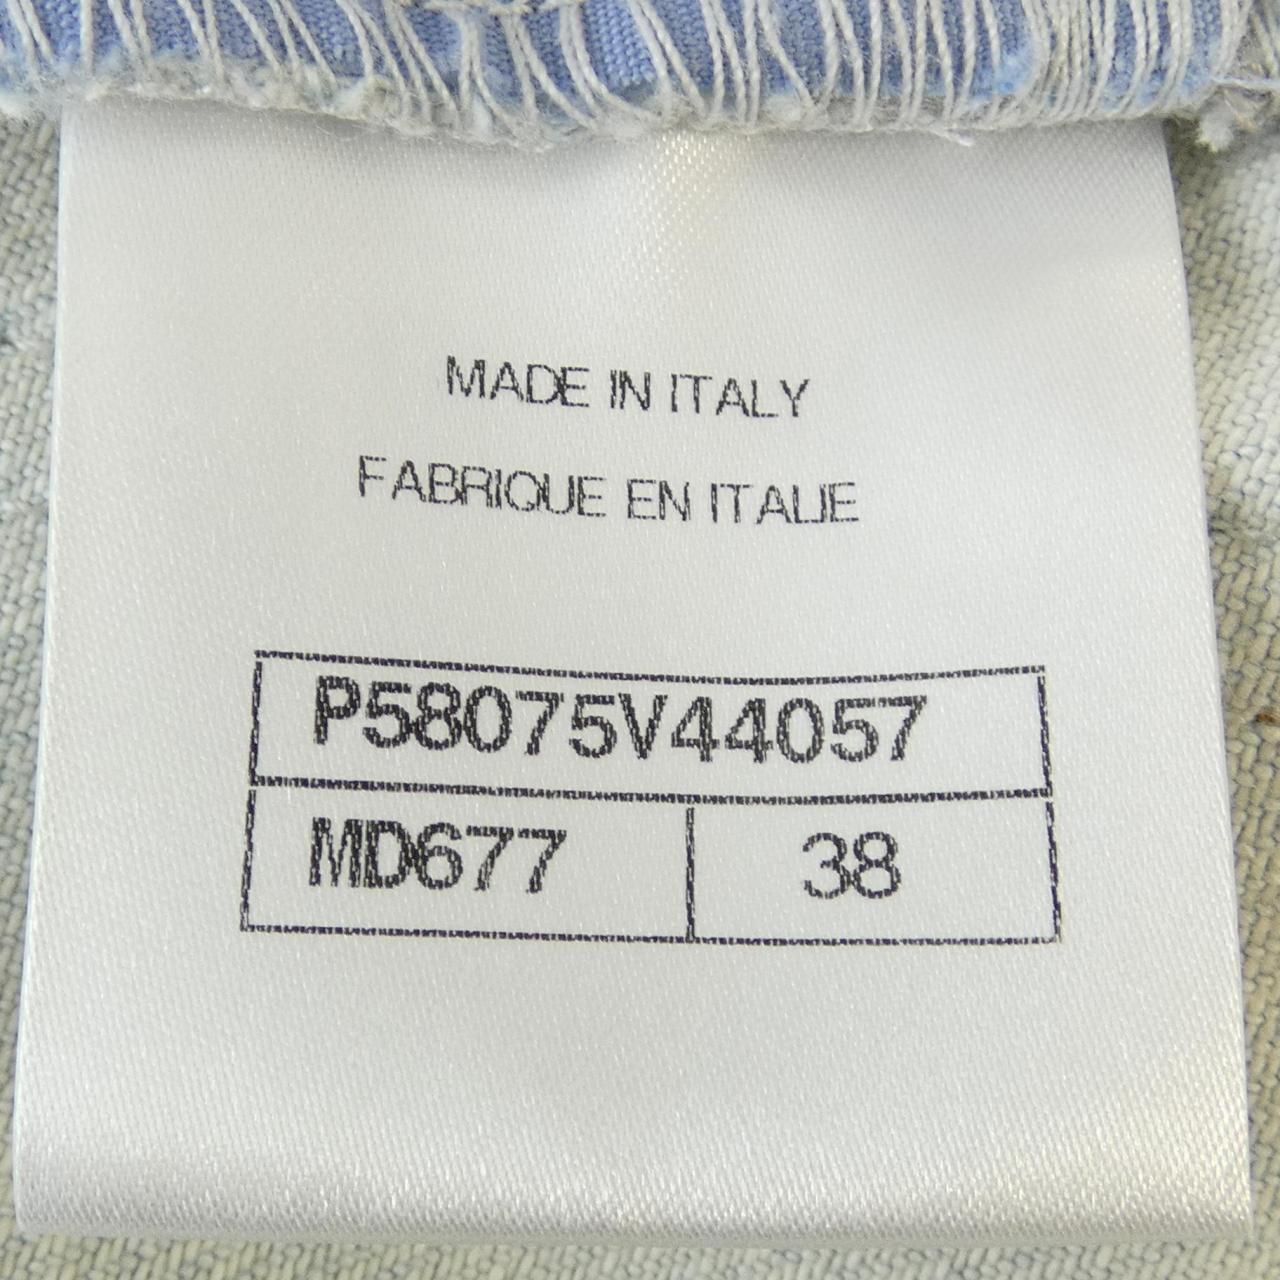 MADE IN ITALY
FABRIQUE EN ITALIE
P58075V44057
MD677 38